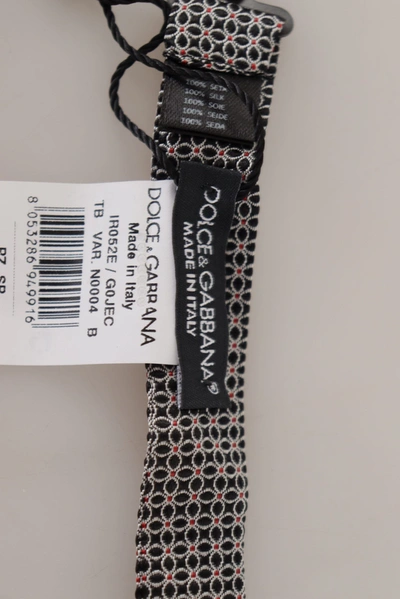 100% SETA
100% SILK
100% SOIE
100% SEIDE
100% SEDA
DOLCE & GABBANA
MADE IN ITALY
DOLCE & GABBANA
Made in Italy
IR052E / G0JEC
TB VAR. N0004 B
8 053286 949916